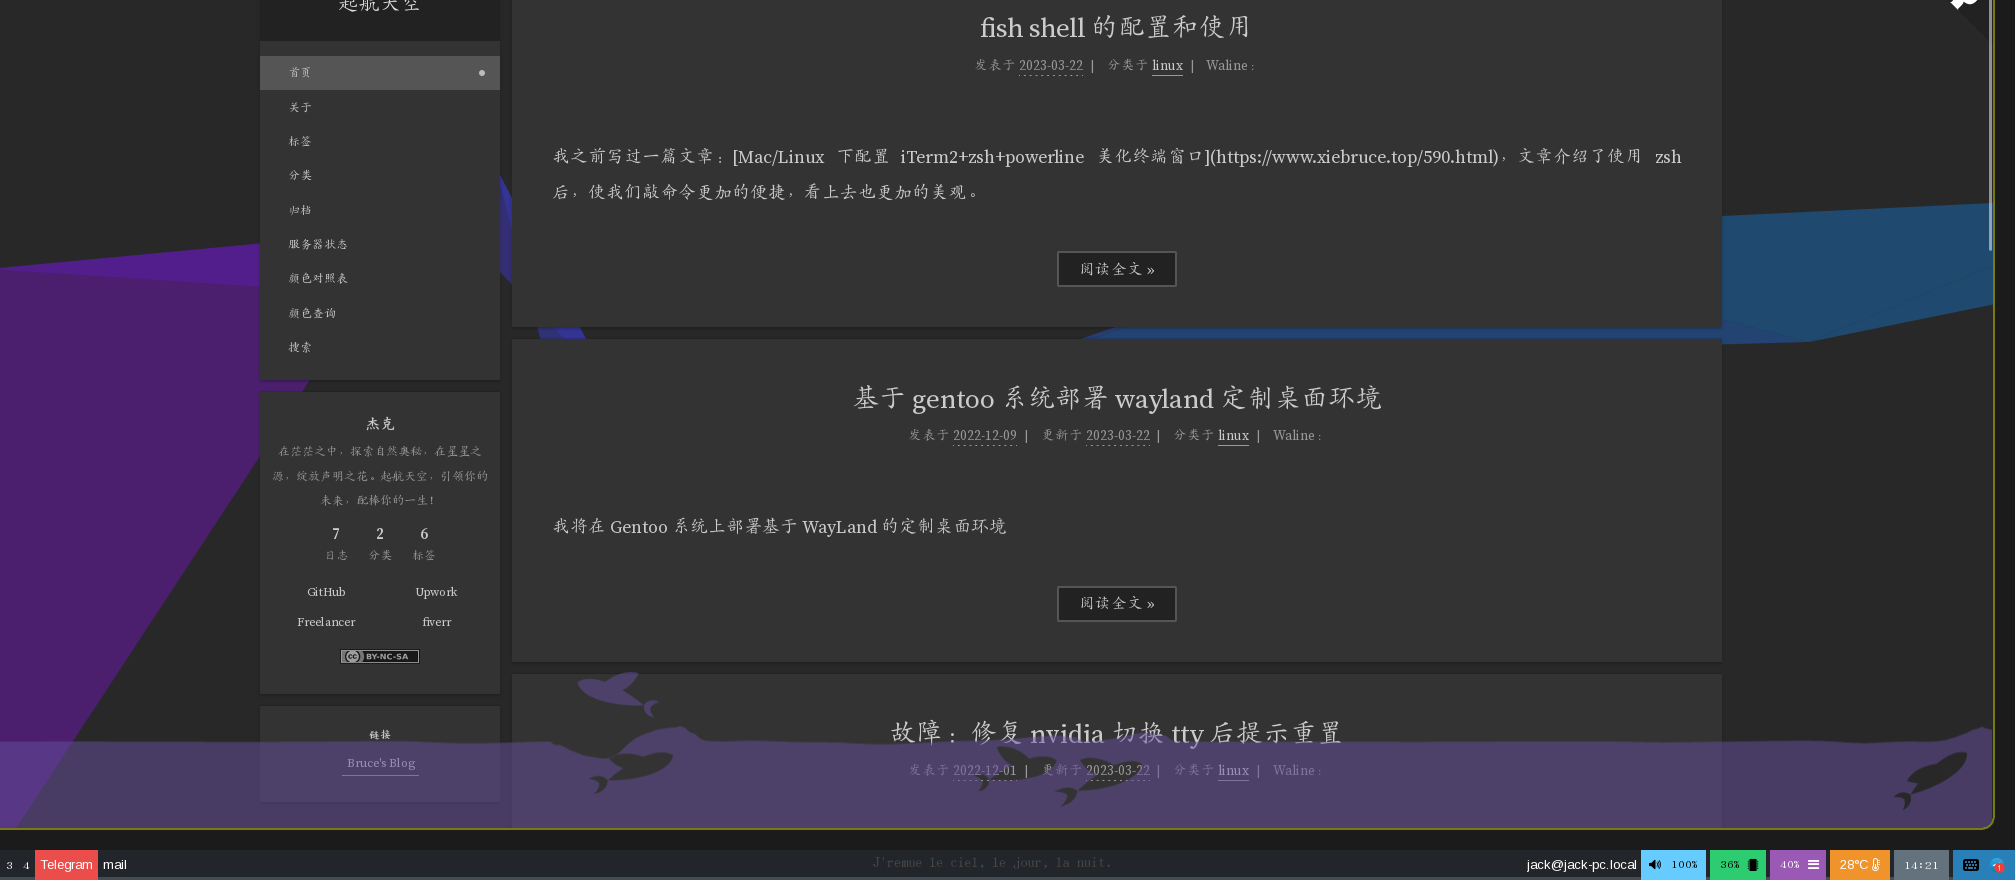 起航天空
首页
关于
标签
分类
归档
服务器状态
颜色对照表
颜色查询
搜索
杰克
在茫茫之中，探索自然奥秘，在星星之
源，绽放声明之花。起航天空，引领你的
未来，配棒你的一生！
7 2 6
日志 分类 标签
GitHub Upwork
Freelancer fiverr
BY-NC-SA
链接
Bruce's Blog
fish shell 的配置和使用
发表于 2023-03-22 | 分类于 linux | Waline :
我之前写过一篇文章：[Mac/Linux 下配置 iTerm2+zsh+powerline 美化终端窗口](https://www.xiebruce.top/590.html)，文章介绍了使用 zsh
后，使我们敲命令更加的便捷，看上去也更加的美观。
阅读全文 »
基于 gentoo 系统部署 wayland 定制桌面环境
发表于 2022-12-09 | 更新于 2023-03-22 | 分类于 linux | Waline :
我将在 Gentoo 系统上部署基于 WayLand 的定制桌面环境
阅读全文 »
故障：修复 nvidia 切换 tty 后提示重置
发表于 2022-12-01 | 更新于 2023-03-22 | 分类于 linux | Waline :
3 4 Telegram mail J'remue le ciel, le jour, la nuit. jack@jack-pc.local 100% 36% 40% 28°C 14:21